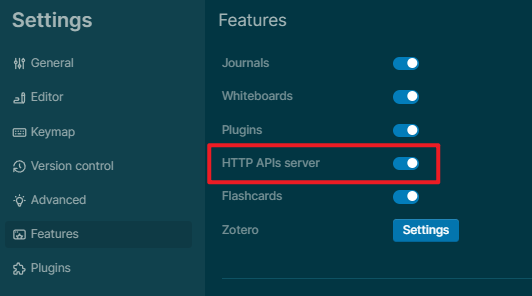 Settings
General
Editor
Keymap
Version control
Advanced
Features
Plugins
Features
Journals
Whiteboards
Plugins
HTTP APIs server
Flashcards
Zotero Settings